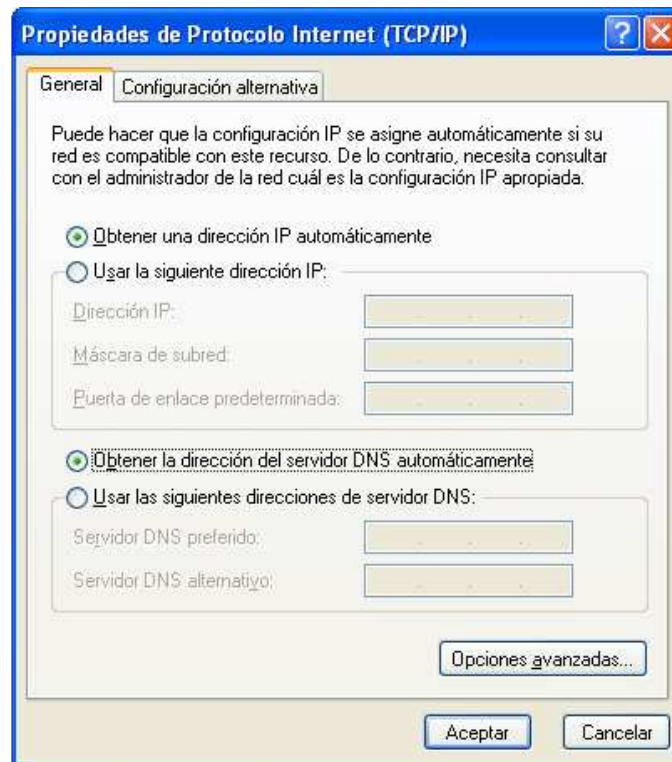 Propiedades de Protocolo Internet (TCP/IP)
General
Configuración alternativa
Puede hacer que la configuración IP se asigne automáticamente si su
red es compatible con este recurso. De lo contrario, necesita consultar
con el administrador de la red cuál es la configuración IP apropiada.
Obtener una dirección IP automáticamente
Usar la siguiente dirección IP:
Dirección IP:
Máscara de subred:
Puerta de enlace predeterminada:
Obtener la dirección del servidor DNS automáticamente
Usar las siguientes direcciones de servidor DNS:
Servidor DNS preferido:
Servidor DNS alternativo:
Opciones avanzadas...
Aceptar
Cancelar